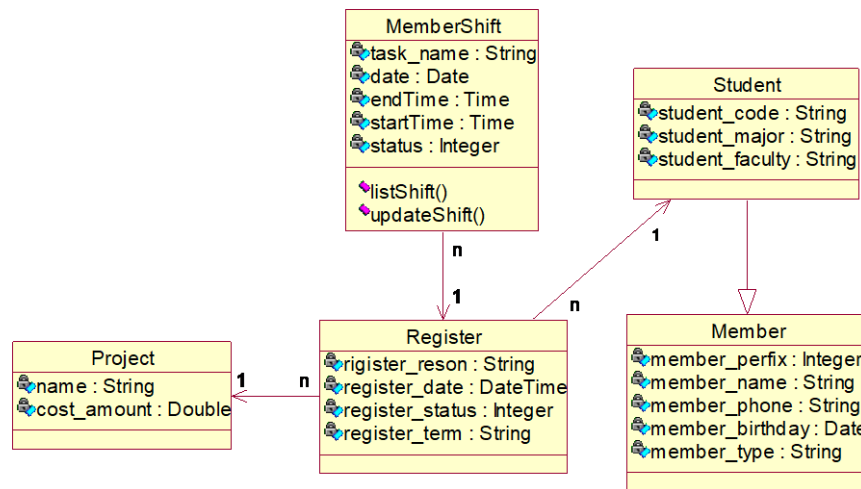 MemberShift
task_name : String
date : Date
endTime : Time
startTime : Time
status : Integer
listShift()
updateShift()
n
1
Student
student_code : String
student_major : String
student_faculty : String
1
n
Register
rigister_reson : String
register_date : DateTime
register_status : Integer
register_term : String
1
n
Project
name : String
cost_amount : Double
Member
member_perfix : Integer
member_name : String
member_phone : String
member_birthday : Date
member_type : String